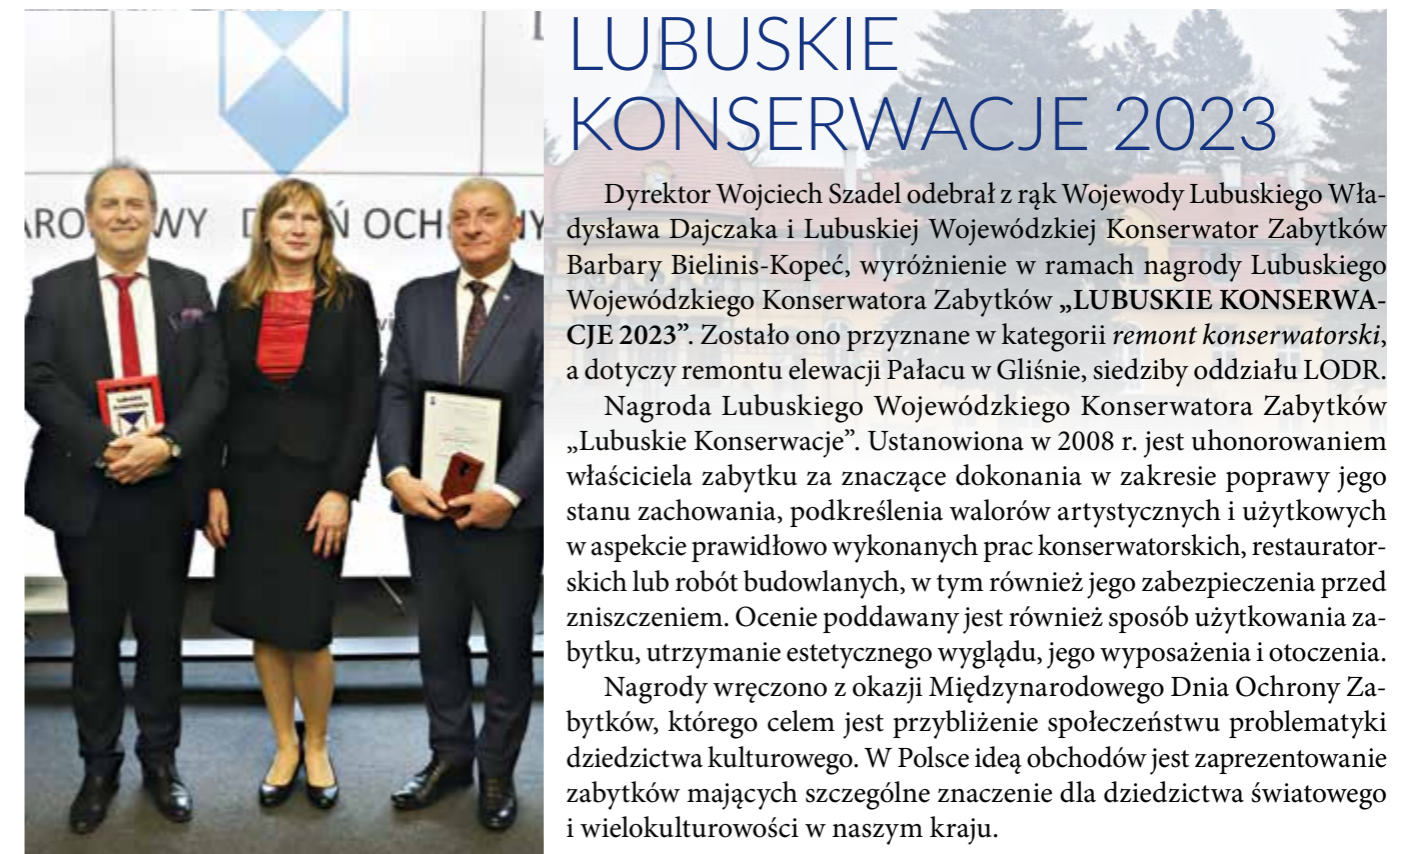 LUBUSKIE
KONSERWACJE 2023
ARO WY D Ń OCH NY
Dyrektor Wojciech Szadel odebrał z rąk Wojewody Lubuskiego Wła-
dysława Dajczaka i Lubuskiej Wojewódzkiej Konserwator Zabytków
Barbary Bielinis-Kopeć, wyróżnienie w ramach nagrody Lubuskiego
Wojewódzkiego Konserwatora Zabytków „LUBUSKIE KONSERWA-
CJE 2023”. Zostało ono przyznane w kategorii remont konserwatorski,
a dotyczy remontu elewacji Pałacu w Gliśnie, siedziby oddziału LODR.
Nagroda Lubuskiego Wojewódzkiego Konserwatora Zabytków
„Lubuskie Konserwacje”. Ustanowiona w 2008 r. jest uhonorowaniem
właściciela zabytku za znaczące dokonania w zakresie poprawy jego
stanu zachowania, podkreślenia walorów artystycznych i użytkowych
w aspekcie prawidłowo wykonanych prac konserwatorskich, restaurator-
skich lub robót budowlanych, w tym również jego zabezpieczenia przed
zniszczeniem. Ocenie poddawany jest również sposób użytkowania za-
bytku, utrzymanie estetycznego wyglądu, jego wyposażenia i otoczenia.
Nagrody wręczono z okazji Międzynarodowego Dnia Ochrony Za-
bytków, którego celem jest przybliżenie społeczeństwu problematyki
dziedzictwa kulturowego. W Polsce ideą obchodów jest zaprezentowanie
zabytków mających szczególne znaczenie dla dziedzictwa światowego
i wielokulturowości w naszym kraju.